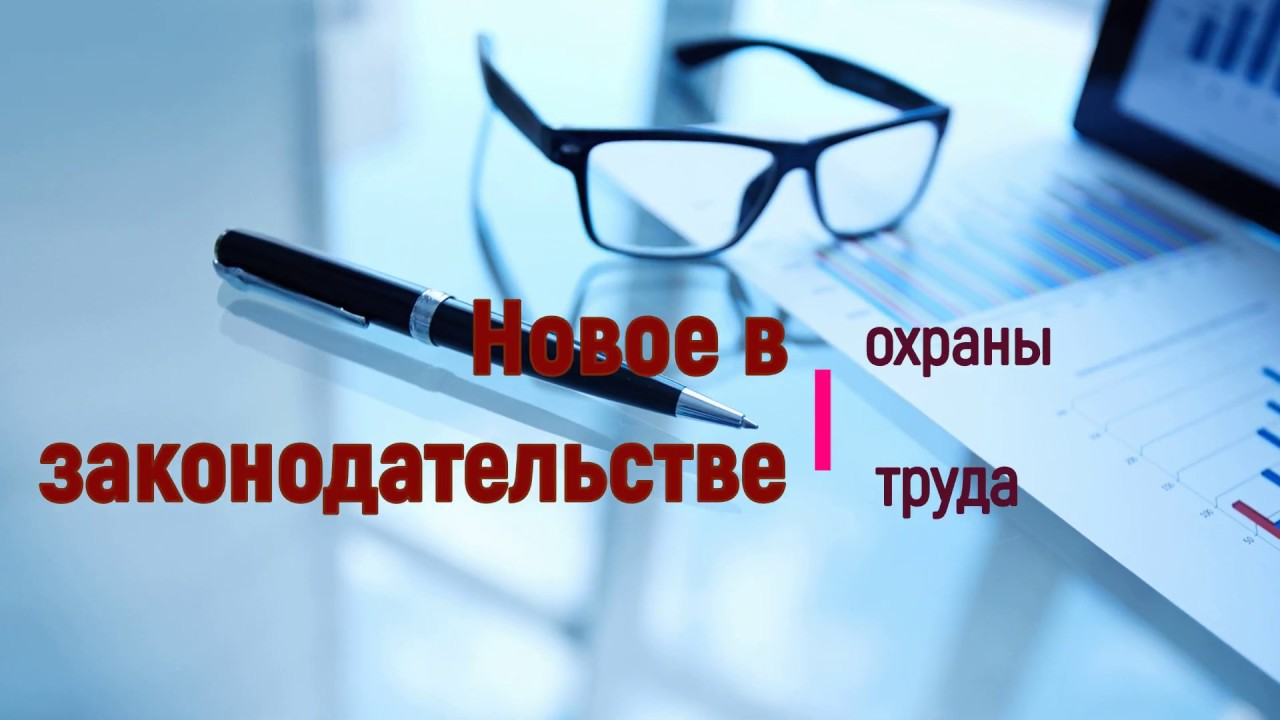 Новое в
законодательстве
охраны
труда